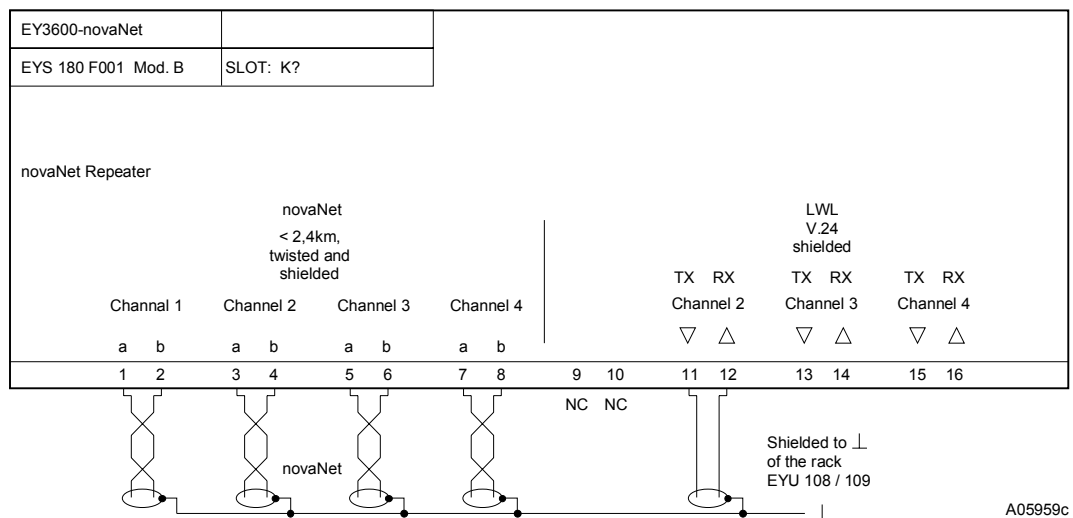 EY3600-novaNet
EYS 180 F001 Mod. B SLOT: K?
novaNet Repeater
novaNet
< 2,4km,
twisted and
shielded
LWL
V.24
shielded
TX RX TX RX TX RX
Channal 1 Channel 2 Channel 3 Channel 4 Channel 2 Channel 3 Channel 4
a b a b a b a b
1 2 3 4 5 6 7 8 9 10 11 12 13 14 15 16
NC NC
novaNet
Shielded to ⊥
of the rack
EYU 108 / 109
A05959c